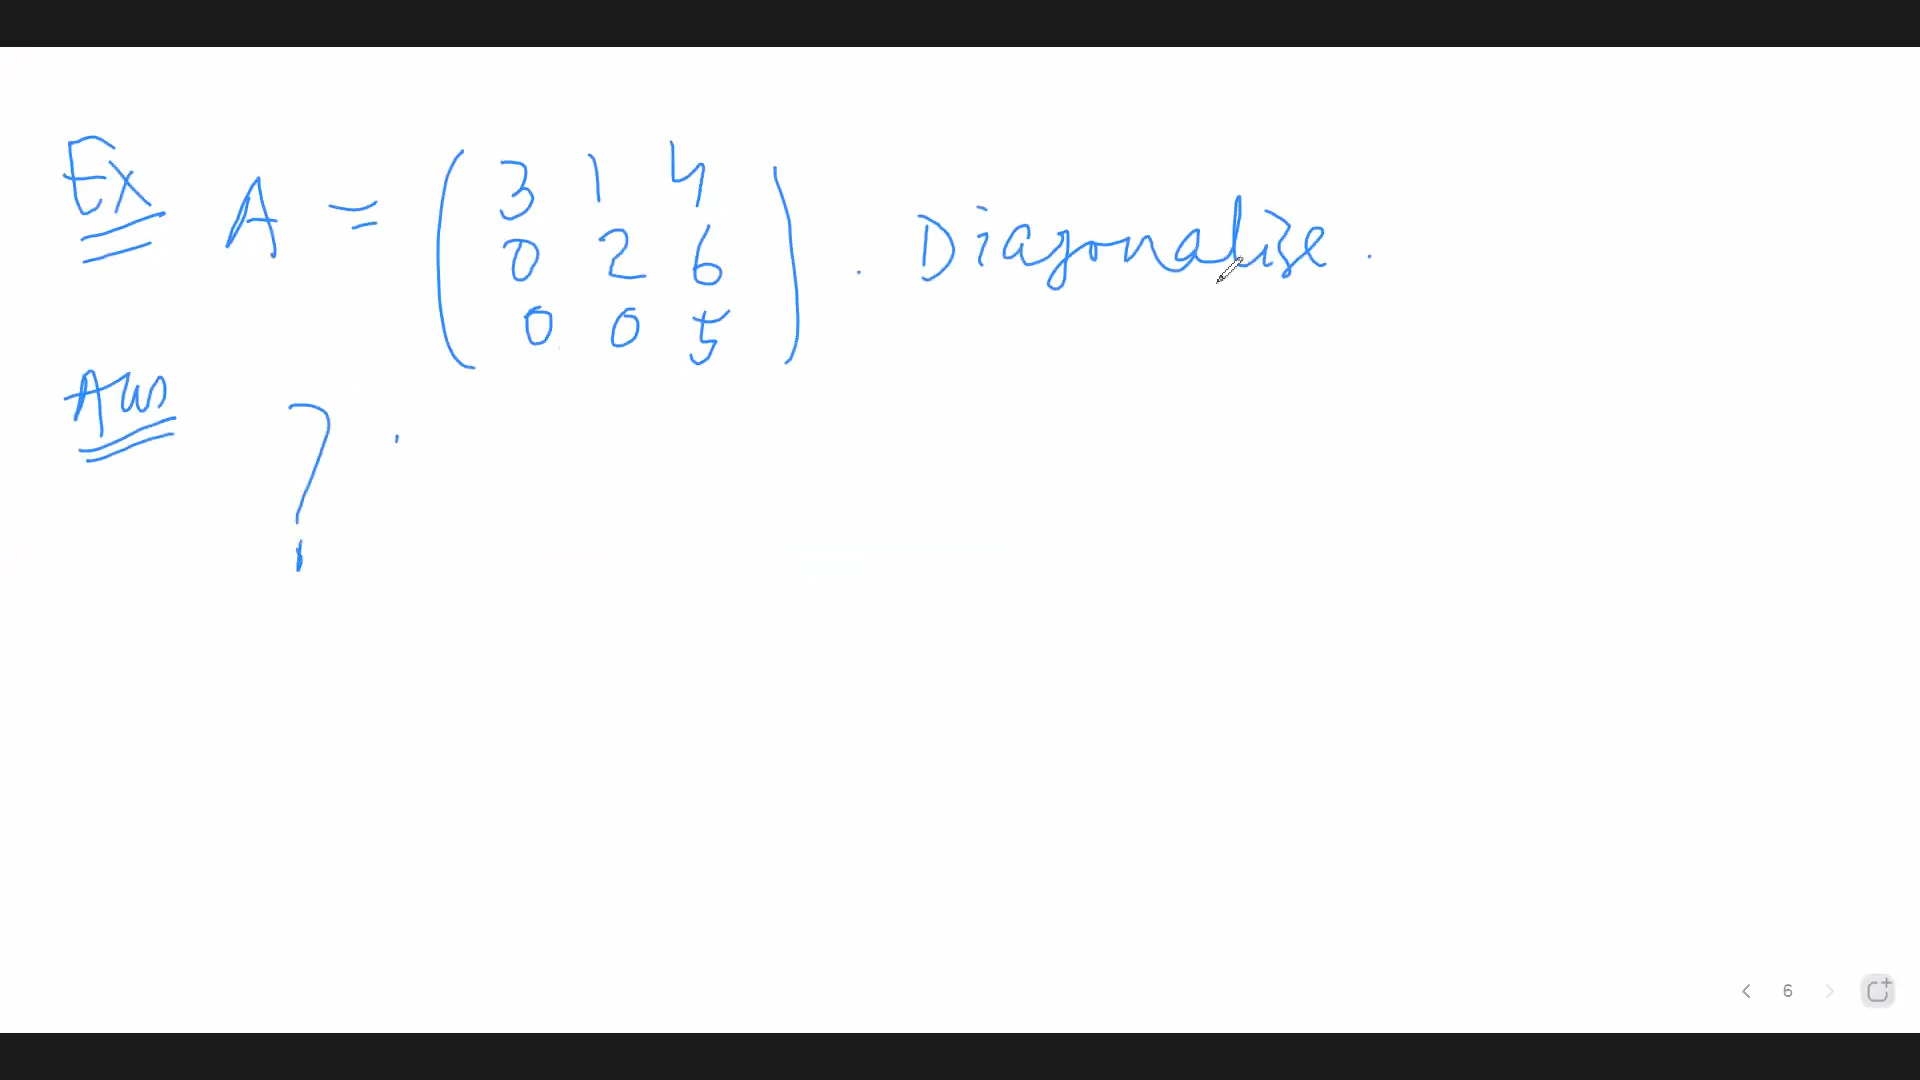 Ex A = ( 3 1 4 ) . Diagonalize .
0 2 6
0 0 5
Ans ? .
< 6 >